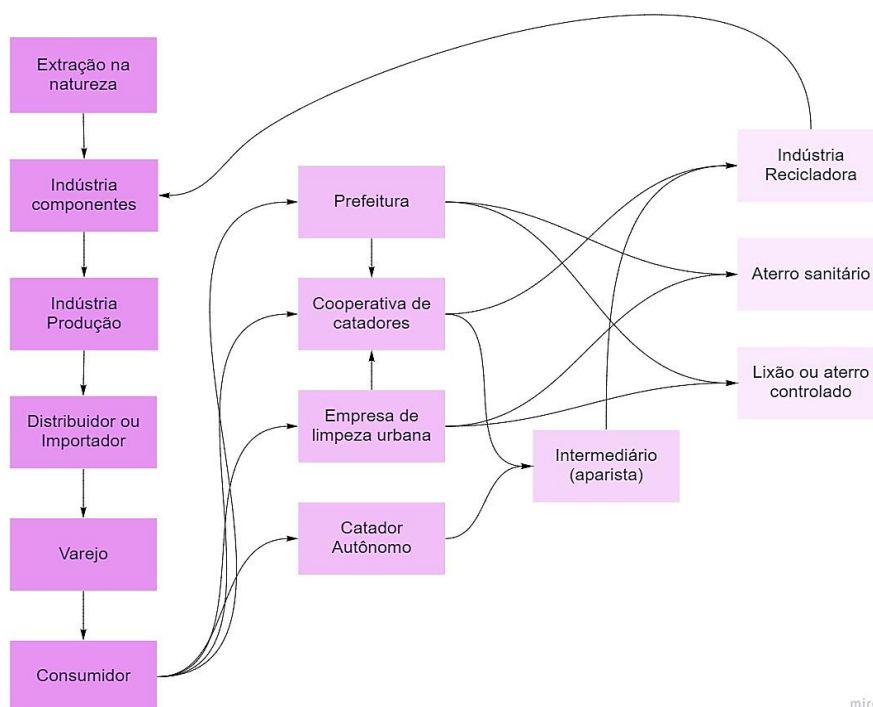 Extração na
natureza
Indústria
componentes
Indústria
Produção
Distribuidor ou
Importador
Varejo
Consumidor
Prefeitura
Cooperativa de
catadores
Empresa de
limpeza urbana
Catador
Autônomo
Intermediário
(aparista)
Indústria
Recicladora
Aterro sanitário
Lixão ou aterro
controlado